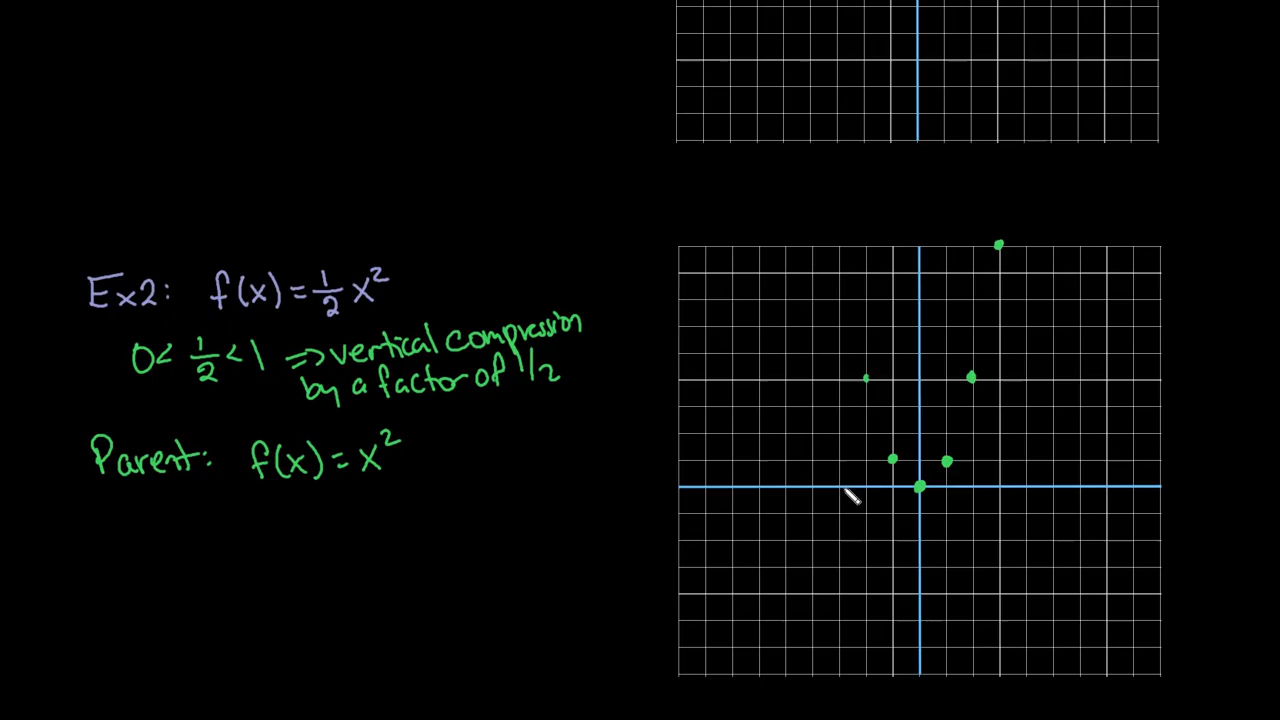 Ex2: f(x) = 1/2 x²
0 < 1/2 < 1 ⇒ vertical compression
by a factor of 1/2
Parent: f(x) = x²